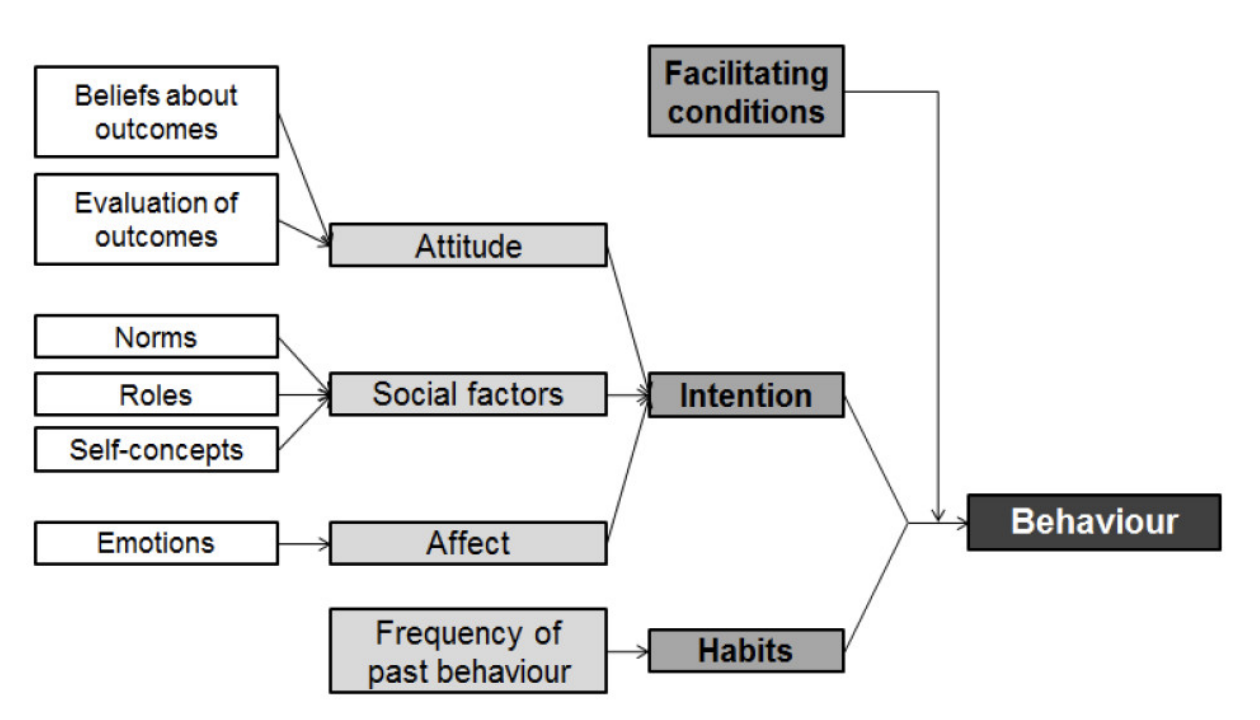 Beliefs about
outcomes
Evaluation of
outcomes
Norms
Roles
Self-concepts
Emotions
Attitude
Social factors
Affect
Frequency of
past behaviour
Facilitating
conditions
Intention
Habits
Behaviour